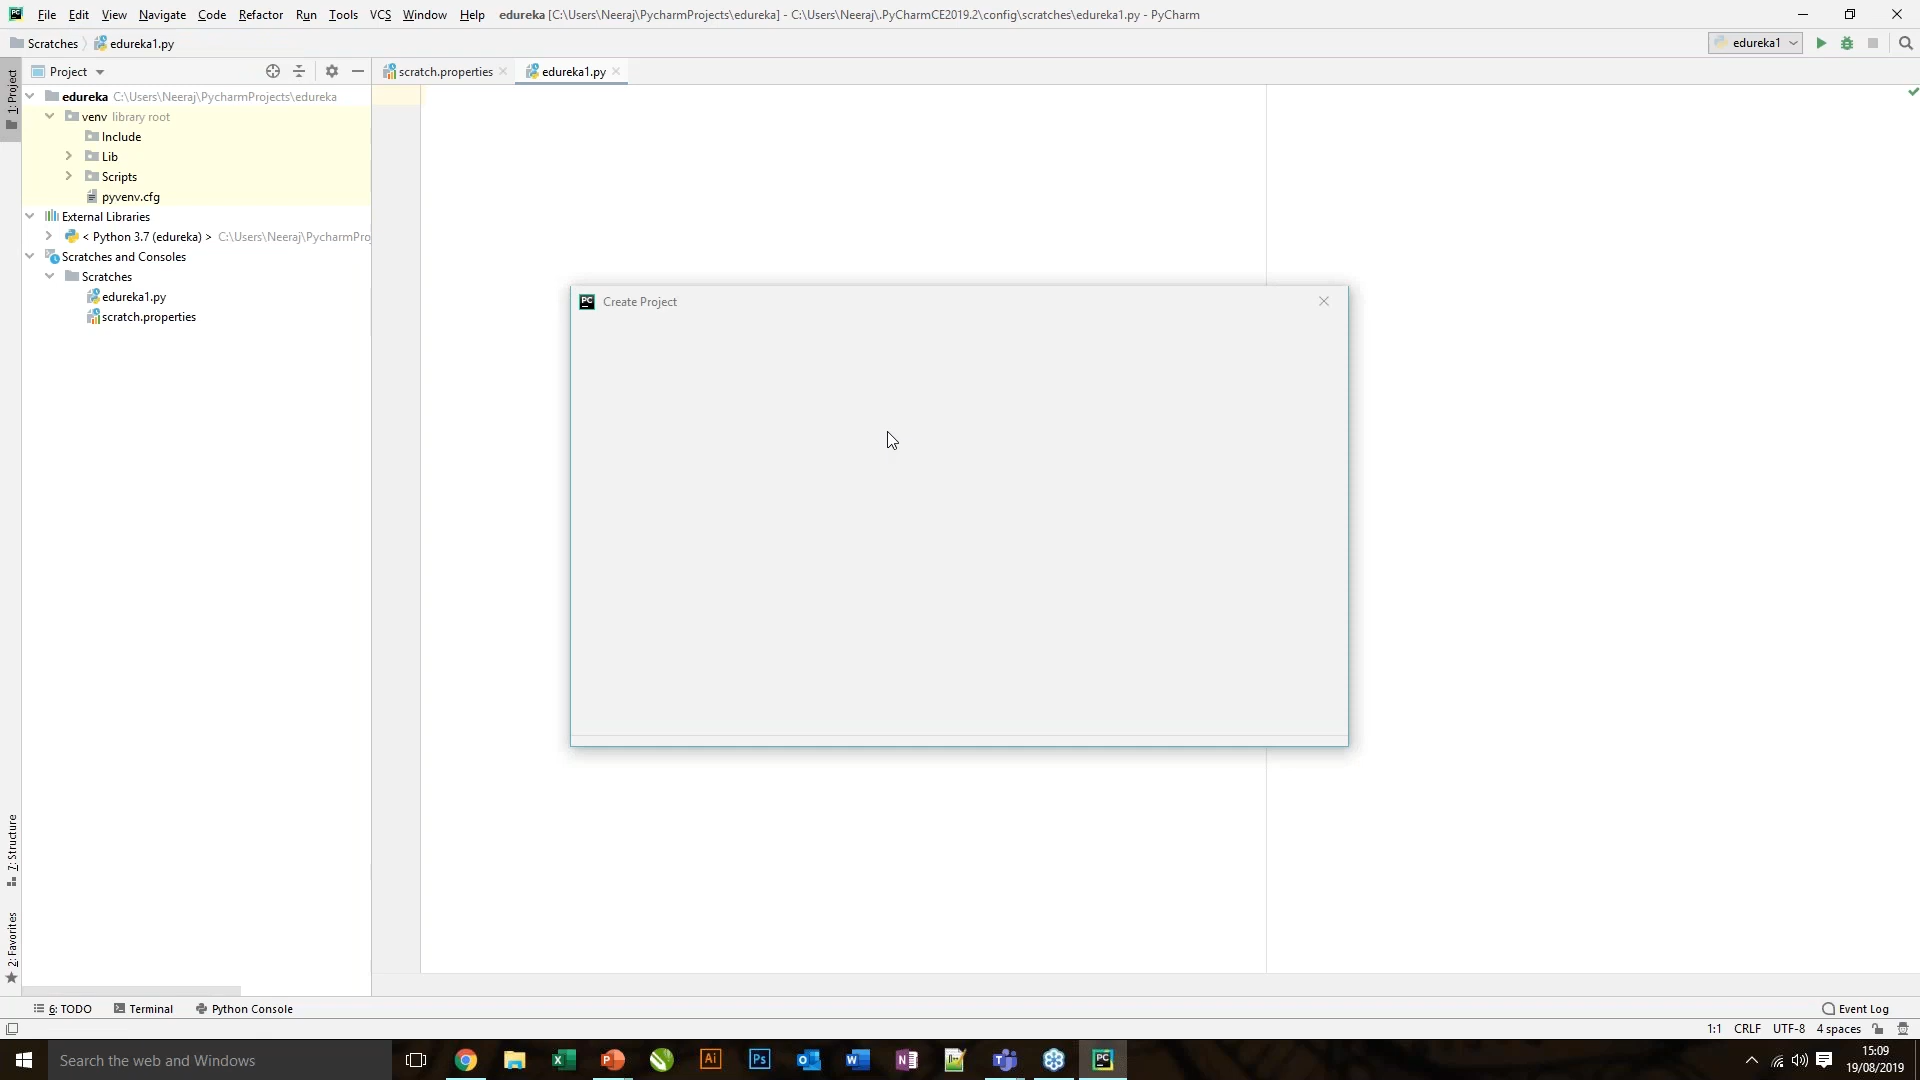 File Edit View Navigate Code Refactor Run Tools VCS Window Help edureka [C:\Users\Neeraj\PycharmProjects\edureka] - C:\Users\Neeraj\.PyCharmCE2019.2\config\scratches\edureka1.py - PyCharm
Scratches edureka1.py edureka1
1: Project
Project
scratch.properties edureka1.py
edureka C:\Users\Neeraj\PycharmProjects\edureka
venv library root
Include
Lib
Scripts
pyvenv.cfg
External Libraries
< Python 3.7 (edureka) > C:\Users\Neeraj\PycharmPro
Scratches and Consoles
Scratches
edureka1.py
scratch.properties
PC Create Project
7: Structure
2: Favorites
6: TODO Terminal Python Console Event Log
1:1 CRLF UTF-8 4 spaces
Search the web and Windows
Ai
Ps
PC
15:09
19/08/2019